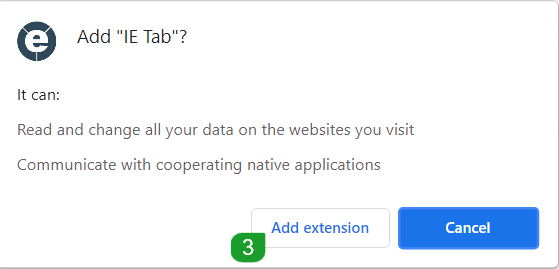 Add "IE Tab"?
It can:
Read and change all your data on the websites you visit
Communicate with cooperating native applications
Add extension Cancel
3